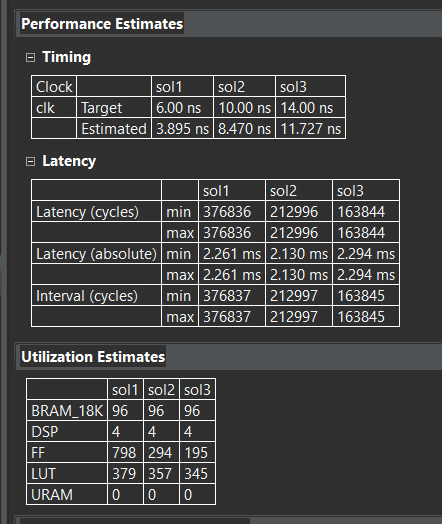 Performance Estimates
Timing
Clock sol1 sol2 sol3
clk Target 6.00 ns 10.00 ns 14.00 ns
Estimated 3.895 ns 8.470 ns 11.727 ns
Latency
sol1 sol2 sol3
Latency (cycles) min 376836 212996 163844
max 376836 212996 163844
Latency (absolute) min 2.261 ms 2.130 ms 2.294 ms
max 2.261 ms 2.130 ms 2.294 ms
Interval (cycles) min 376837 212997 163845
max 376837 212997 163845
Utilization Estimates
sol1 sol2 sol3
BRAM_18K 96 96 96
DSP 4 4 4
FF 798 294 195
LUT 379 357 345
URAM 0 0 0